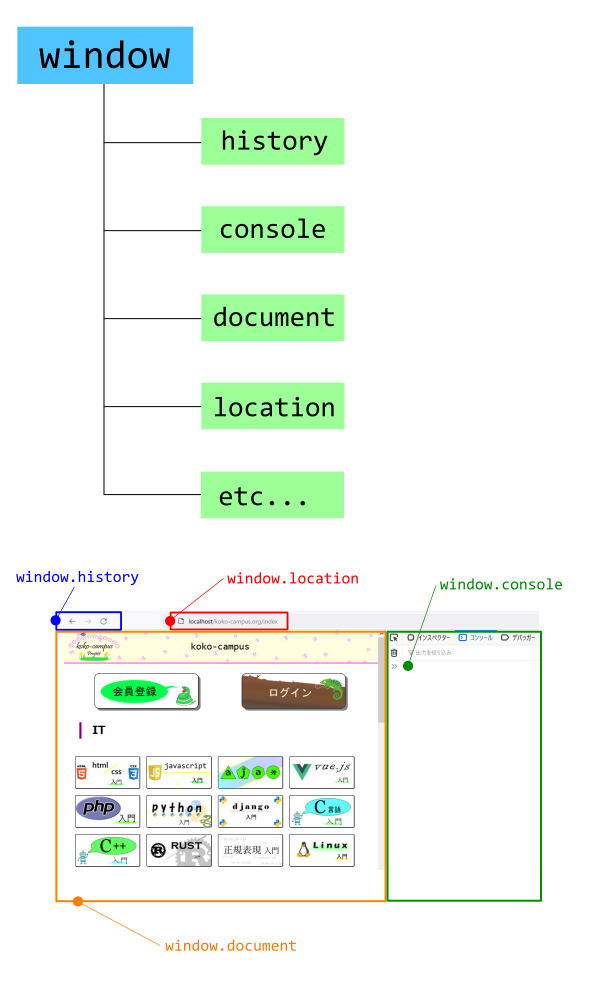 window
history
console
document
location
etc...
window.history
window.location
window.console
localhost/koko-campus.org/index
koko-campus
Project
koko-campus
インスペクター
コンソール
デバッガー
出力を絞り込み
会員登録
ログイン
IT
html
css
入門
javascript
入門
ajax
vue.js
入門
php
入門
python
入門
django
入門
C言語
入門
C++
入門
RUST
正規表現 入門
Linux
入門
window.document